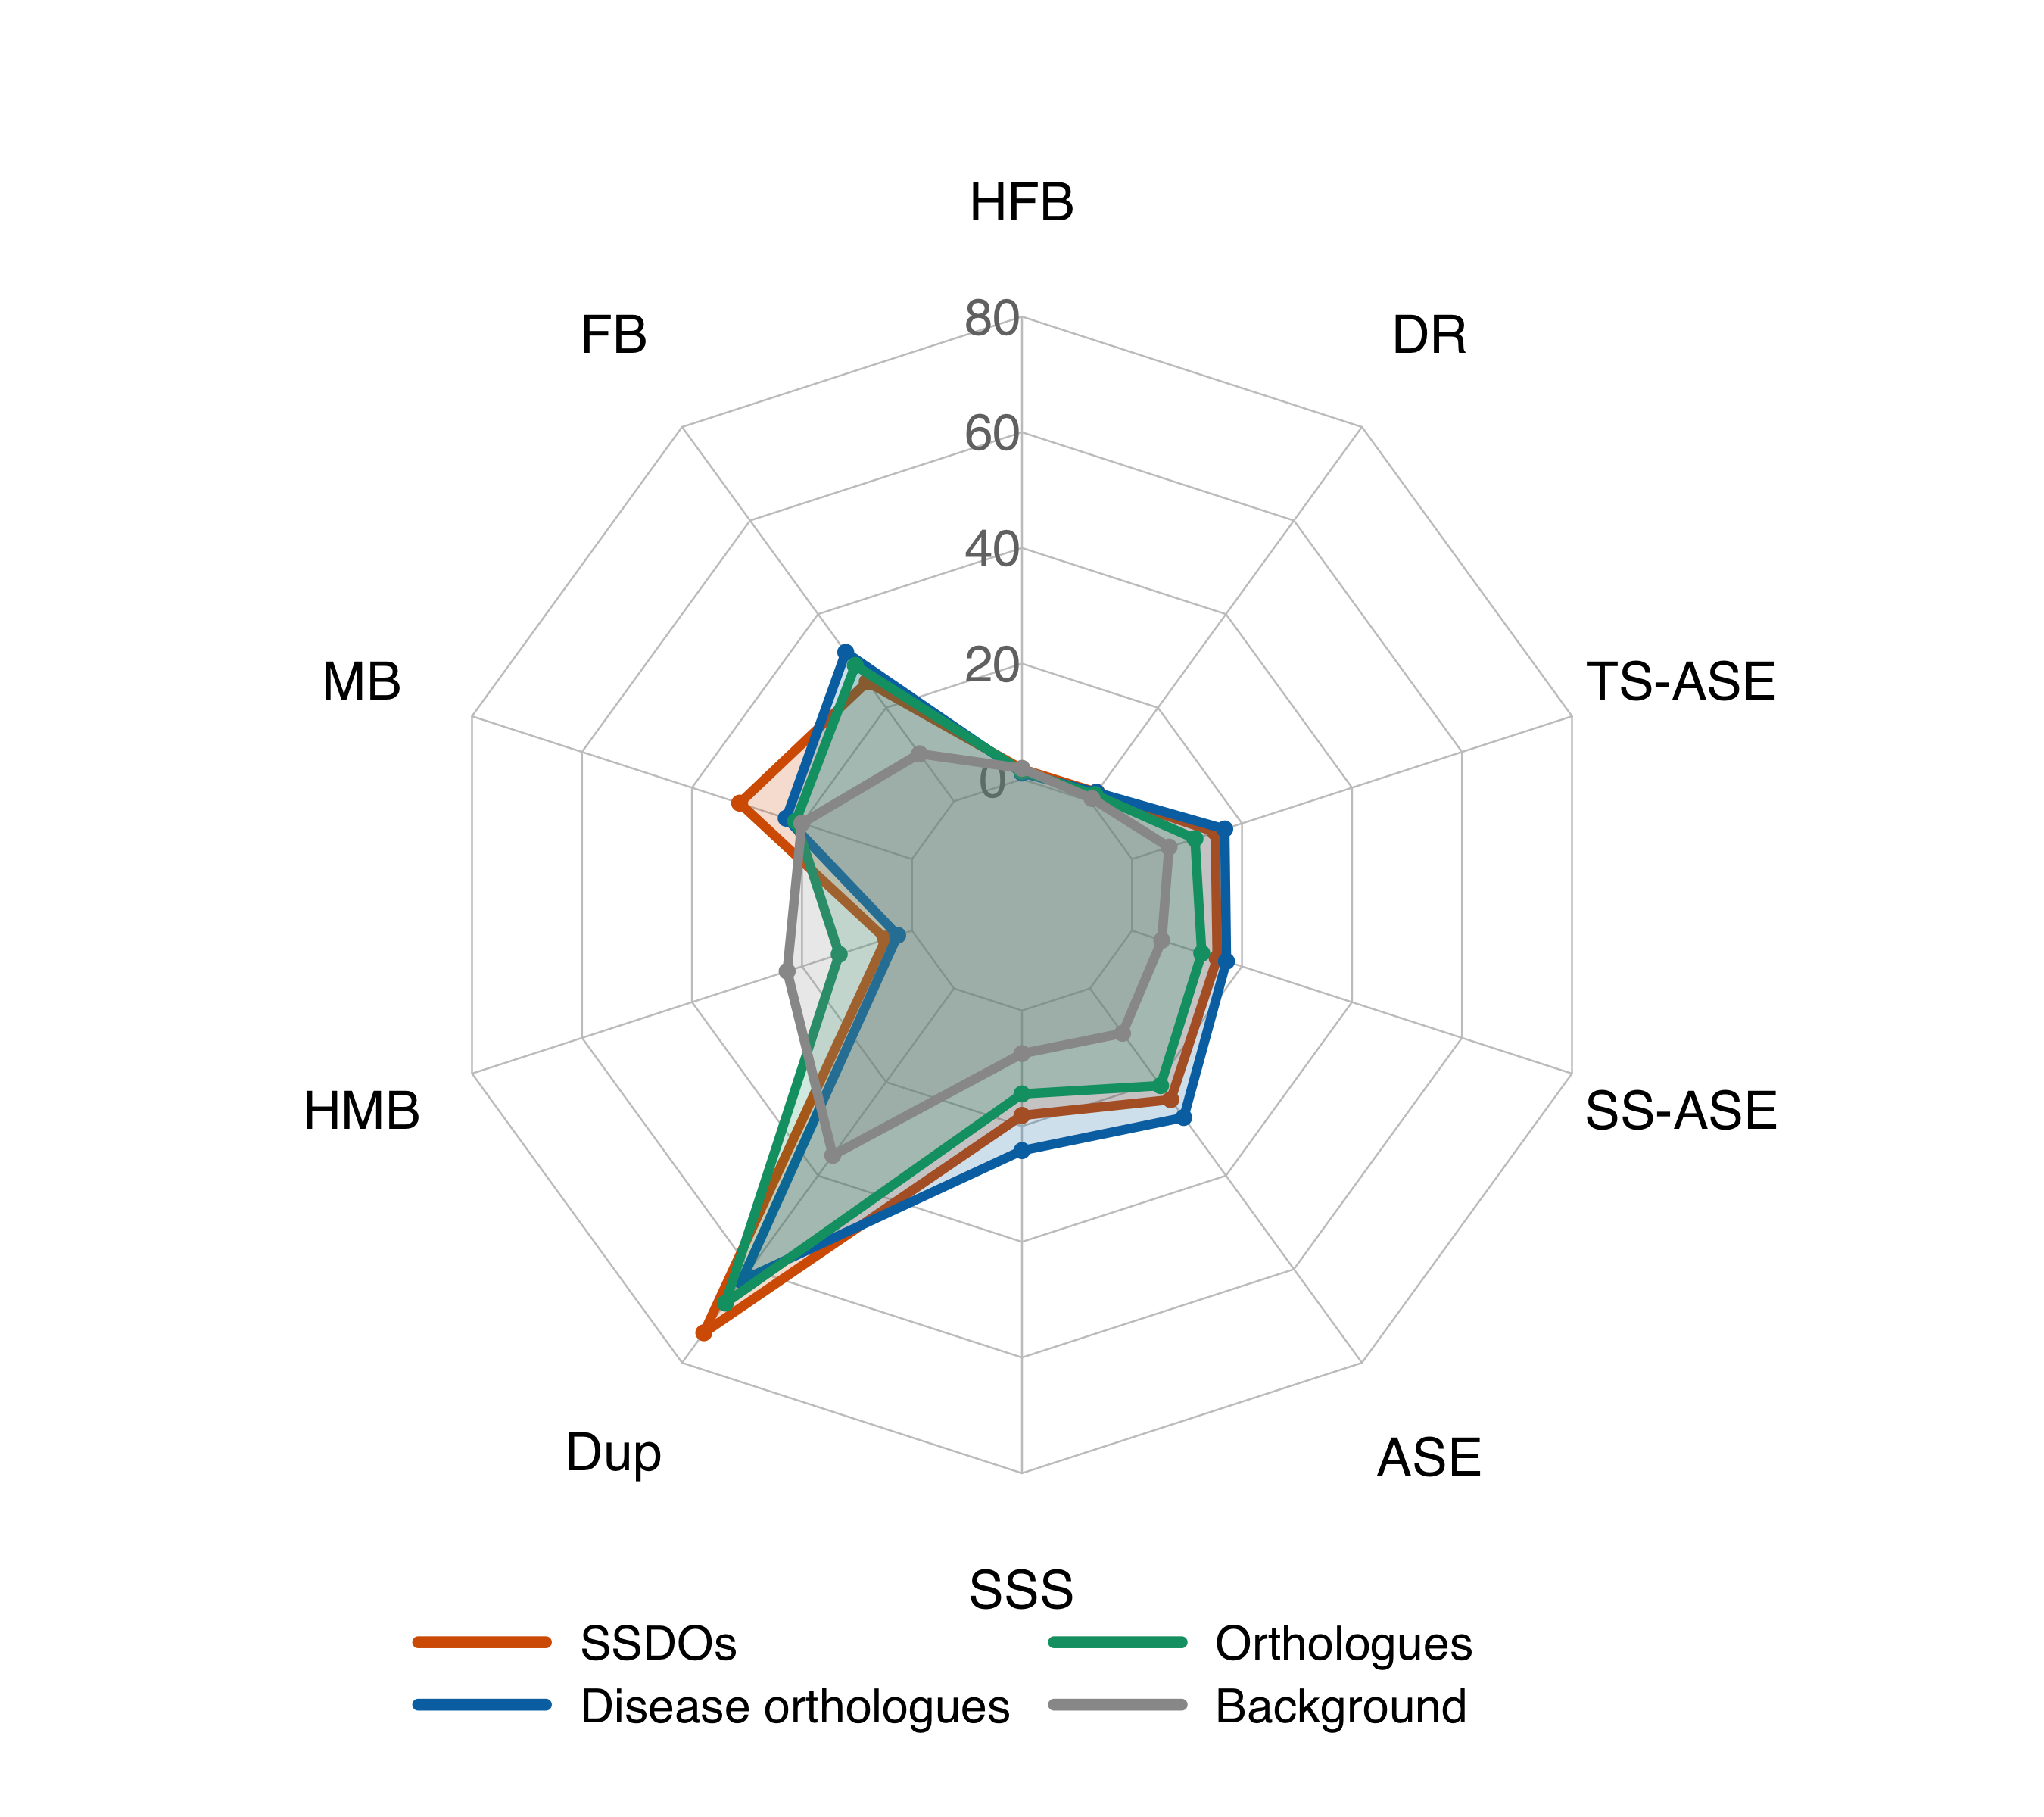 HFB
FB
DR
80
60
40
20
0
MB
TS-ASE
HMB
SS-ASE
Dup
ASE
SSS
SSDOs
Orthologues
Disease orthologues
Background